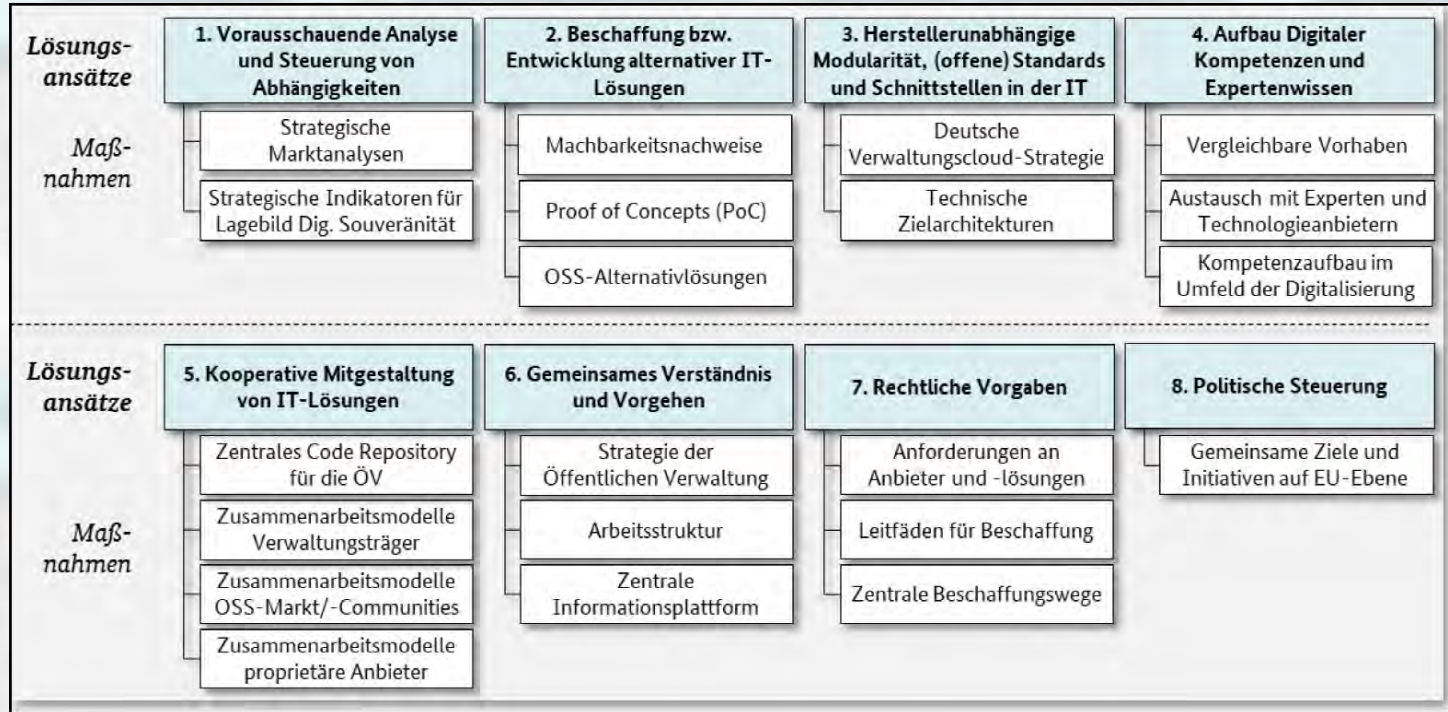 Lösungs-
ansätze
1. Vorausschauende Analyse
und Steuerung von
Abhängigkeiten
2. Beschaffung bzw.
Entwicklung alternativer IT-
Lösungen
3. Herstellerunabhängige
Modularität, (offene) Standards
und Schnittstellen in der IT
4. Aufbau Digitaler
Kompetenzen und
Expertenwissen
Maß-
nahmen
Strategische
Marktanalysen
Strategische Indikatoren für
Lagebild Dig. Souveränität
Machbarkeitsnachweise
Proof of Concepts (PoC)
OSS-Alternativlösungen
Deutsche
Verwaltungscloud-Strategie
Technische
Zielarchitekturen
Vergleichbare Vorhaben
Austausch mit Experten und
Technologieanbietern
Kompetenzaufbau im
Umfeld der Digitalisierung
Lösungs-
ansätze
5. Kooperative Mitgestaltung
von IT-Lösungen
6. Gemeinsames Verständnis
und Vorgehen
7. Rechtliche Vorgaben
8. Politische Steuerung
Maß-
nahmen
Zentrales Code Repository
für die ÖV
Zusammenarbeitsmodelle
Verwaltungsträger
Zusammenarbeitsmodelle
OSS-Markt/-Communities
Zusammenarbeitsmodelle
proprietäre Anbieter
Strategie der
Öffentlichen Verwaltung
Arbeitsstruktur
Zentrale
Informationsplattform
Anforderungen an
Anbieter und -lösungen
Leitfäden für Beschaffung
Zentrale Beschaffungswege
Gemeinsame Ziele und
Initiativen auf EU-Ebene